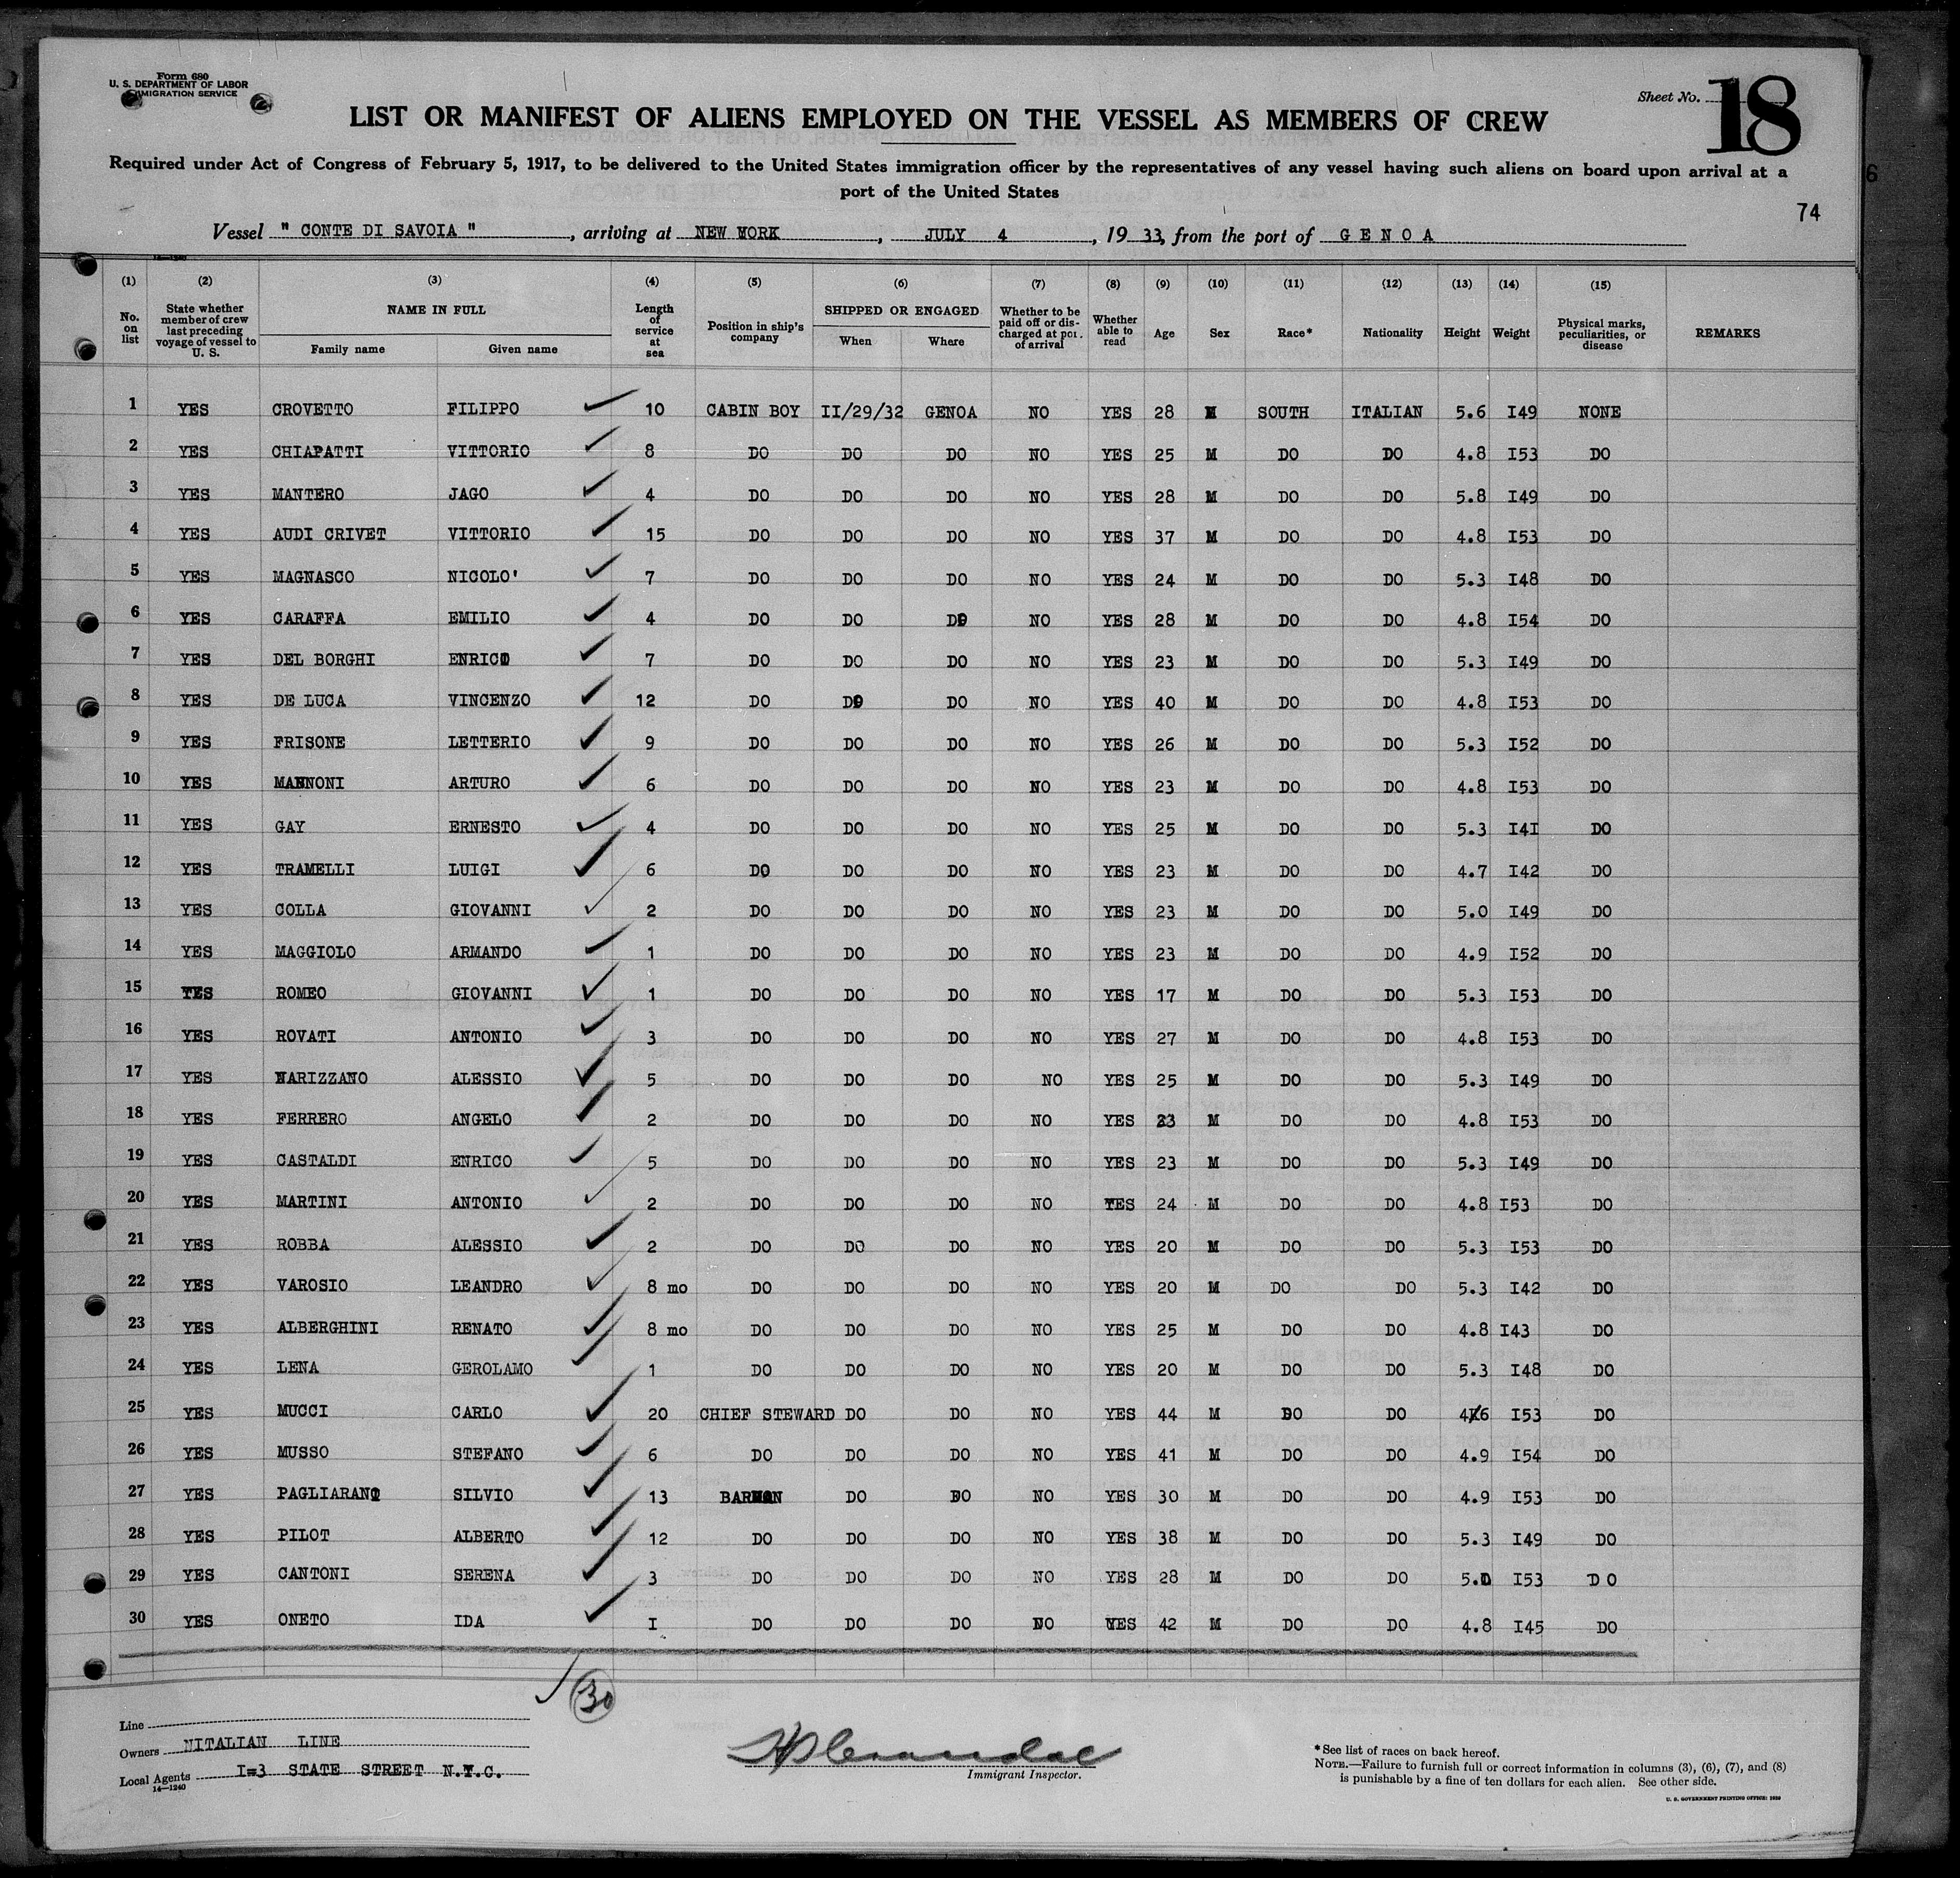 Form 680
U. S. DEPARTMENT OF LABOR
IMMIGRATION SERVICE
Sheet No. 18
LIST OR MANIFEST OF ALIENS EMPLOYED ON THE VESSEL AS MEMBERS OF CREW
Required under Act of Congress of February 5, 1917, to be delivered to the United States immigration officer by the representatives of any vessel having such aliens on board upon arrival at a
port of the United States
6
74
Vessel " CONTE DI SAVOIA ", arriving at NEW YORK, JULY 4, 19 33, from the port of G E N O A
(1) (2) (3) (4) (5) (6) (7) (8) (9) (10) (11) (12) (13) (14) (15)
No. on list
State whether member of crew last preceding voyage of vessel to U. S.
NAME IN FULL
Family name
Given name
Length of service at sea
Position in ship's company
SHIPPED OR ENGAGED
When
Where
Whether to be paid off or discharged at port of arrival
Whether able to read
Age
Sex
Race*
Nationality
Height
Weight
Physical marks, peculiarities, or disease
REMARKS
1 YES CROVETTO FILIPPO 10 CABIN BOY II/29/32 GENOA NO YES 28 M SOUTH ITALIAN 5.6 I49 NONE
2 YES CHIAPATTI VITTORIO 8 DO DO DO NO YES 25 M DO DO 4.8 I53 DO
3 YES MANTERO JAGO 4 DO DO DO NO YES 28 M DO DO 5.8 I49 DO
4 YES AUDI CRIVET VITTORIO 15 DO DO DO NO YES 37 M DO DO 4.8 I53 DO
5 YES MAGNASCO NICOLO' 7 DO DO DO NO YES 24 M DO DO 5.3 I48 DO
6 YES CARAFFA EMILIO 4 DO DO DO NO YES 28 M DO DO 4.8 I54 DO
7 YES DEL BORGHI ENRICO 7 DO DO DO NO YES 23 M DO DO 5.3 I49 DO
8 YES DE LUCA VINCENZO 12 DO DO DO NO YES 40 M DO DO 4.8 I53 DO
9 YES FRISONE LETTERIO 9 DO DO DO NO YES 26 M DO DO 5.3 I52 DO
10 YES MANNONI ARTURO 6 DO DO DO NO YES 23 M DO DO 4.8 I53 DO
11 YES GAY ERNESTO 4 DO DO DO NO YES 25 M DO DO 5.3 I4I DO
12 YES TRAMELLI LUIGI 6 DO DO DO NO YES 23 M DO DO 4.7 I42 DO
13 YES COLLA GIOVANNI 2 DO DO DO NO YES 23 M DO DO 5.0 I49 DO
14 YES MAGGIOLO ARMANDO 1 DO DO DO NO YES 23 M DO DO 4.9 I52 DO
15 YES ROMEO GIOVANNI 1 DO DO DO NO YES 17 M DO DO 5.3 I53 DO
16 YES ROVATI ANTONIO 3 DO DO DO NO YES 27 M DO DO 4.8 I53 DO
17 YES NARIZZANO ALESSIO 5 DO DO DO NO YES 25 M DO DO 5.3 I49 DO
18 YES FERRERO ANGELO 2 DO DO DO NO YES 23 M DO DO 4.8 I53 DO
19 YES CASTALDI ENRICO 5 DO DO DO NO YES 23 M DO DO 5.3 I49 DO
20 YES MARTINI ANTONIO 2 DO DO DO NO YES 24 M DO DO 4.8 I53 DO
21 YES ROBBA ALESSIO 2 DO DO DO NO YES 20 M DO DO 5.3 I53 DO
22 YES VAROSIO LEANDRO 8 mo DO DO DO NO YES 20 M DO DO 5.3 I42 DO
23 YES ALBERGHINI RENATO 8 mo DO DO DO NO YES 25 M DO DO 4.8 I43 DO
24 YES LENA GEROLAMO 1 DO DO DO NO YES 20 M DO DO 5.3 I48 DO
25 YES MUCCI CARLO 20 CHIEF STEWARD DO DO NO YES 44 M DO DO I53 DO
26 YES MUSSO STEFANO 6 DO DO DO NO YES 41 M DO DO 4.9 I54 DO
27 YES PAGLIARANO SILVIO 13 BARMAN DO DO NO YES 30 M DO DO 4.9 I53 DO
28 YES PILOT ALBERTO 12 DO DO DO NO YES 38 M DO DO 5.3 I49 DO
29 YES CANTONI SERENA 3 DO DO DO NO YES 28 M DO DO 5.0 I53 D O
30 YES ONETO IDA I DO DO DO NO YES 42 M DO DO 4.8 I45 DO
30
Line
Owners NITALIAN LINE
Local Agents I-3 STATE STREET N.Y.C.
14—1240
Immigrant Inspector.
*See list of races on back hereof.
NOTE.—Failure to furnish full or correct information in columns (3), (6), (7), and (8)
is punishable by a fine of ten dollars for each alien. See other side.
U. S. GOVERNMENT PRINTING OFFICE: